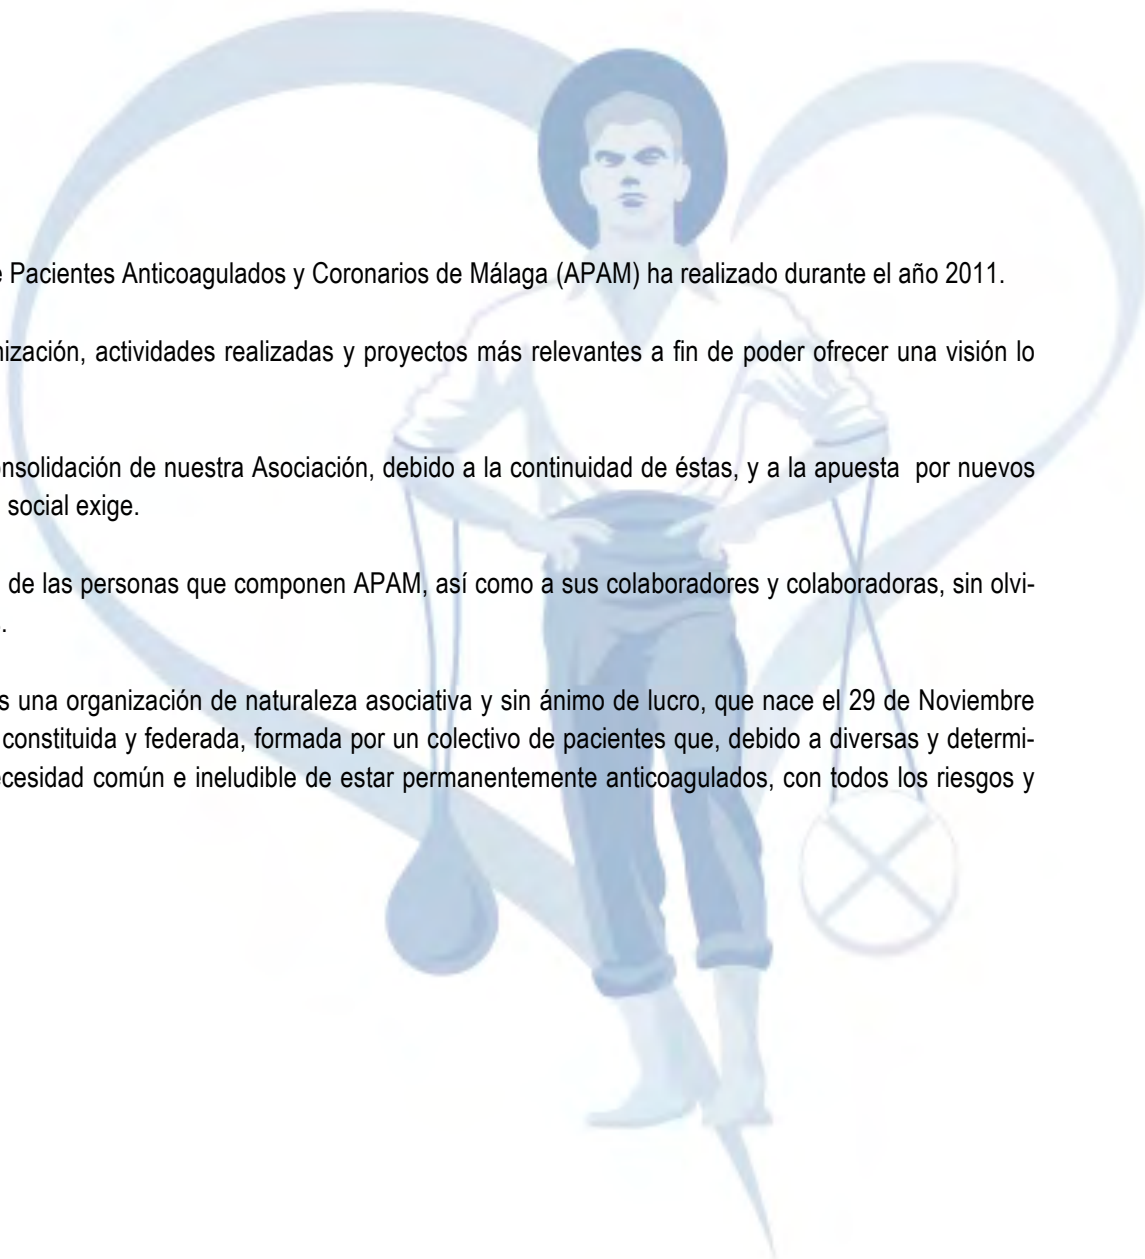 e Pacientes Anticoagulados y Coronarios de Málaga (APAM) ha realizado durante el año 2011.
nización, actividades realizadas y proyectos más relevantes a fin de poder ofrecer una visión lo
onsolidación de nuestra Asociación, debido a la continuidad de éstas, y a la apuesta por nuevos
social exige.
de las personas que componen APAM, así como a sus colaboradores y colaboradoras, sin olvi-
s una organización de naturaleza asociativa y sin ánimo de lucro, que nace el 29 de Noviembre
constituida y federada, formada por un colectivo de pacientes que, debido a diversas y determi-
ecesidad común e ineludible de estar permanentemente anticoagulados, con todos los riesgos y